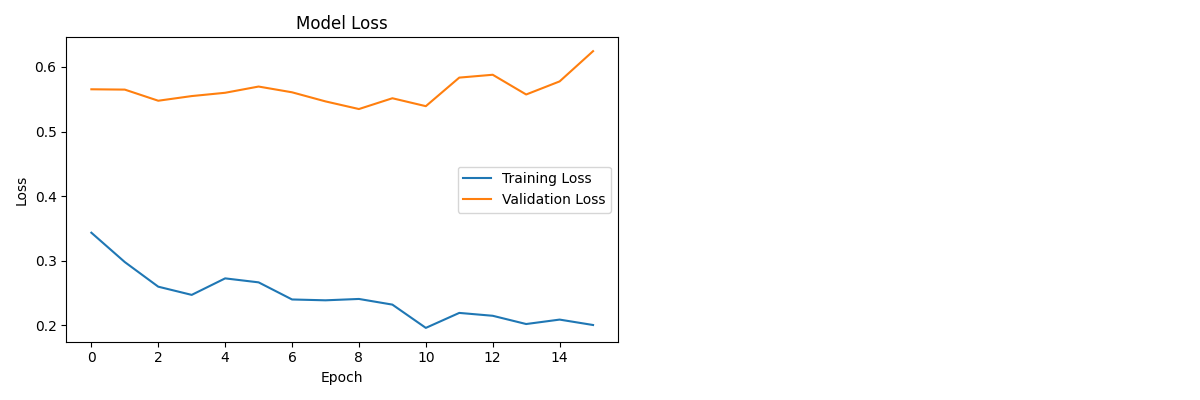 Model Loss
0.6
0.5
0.4
0.3
0.2
Loss
Training Loss
Validation Loss
0 2 4 6 8 10 12 14
Epoch